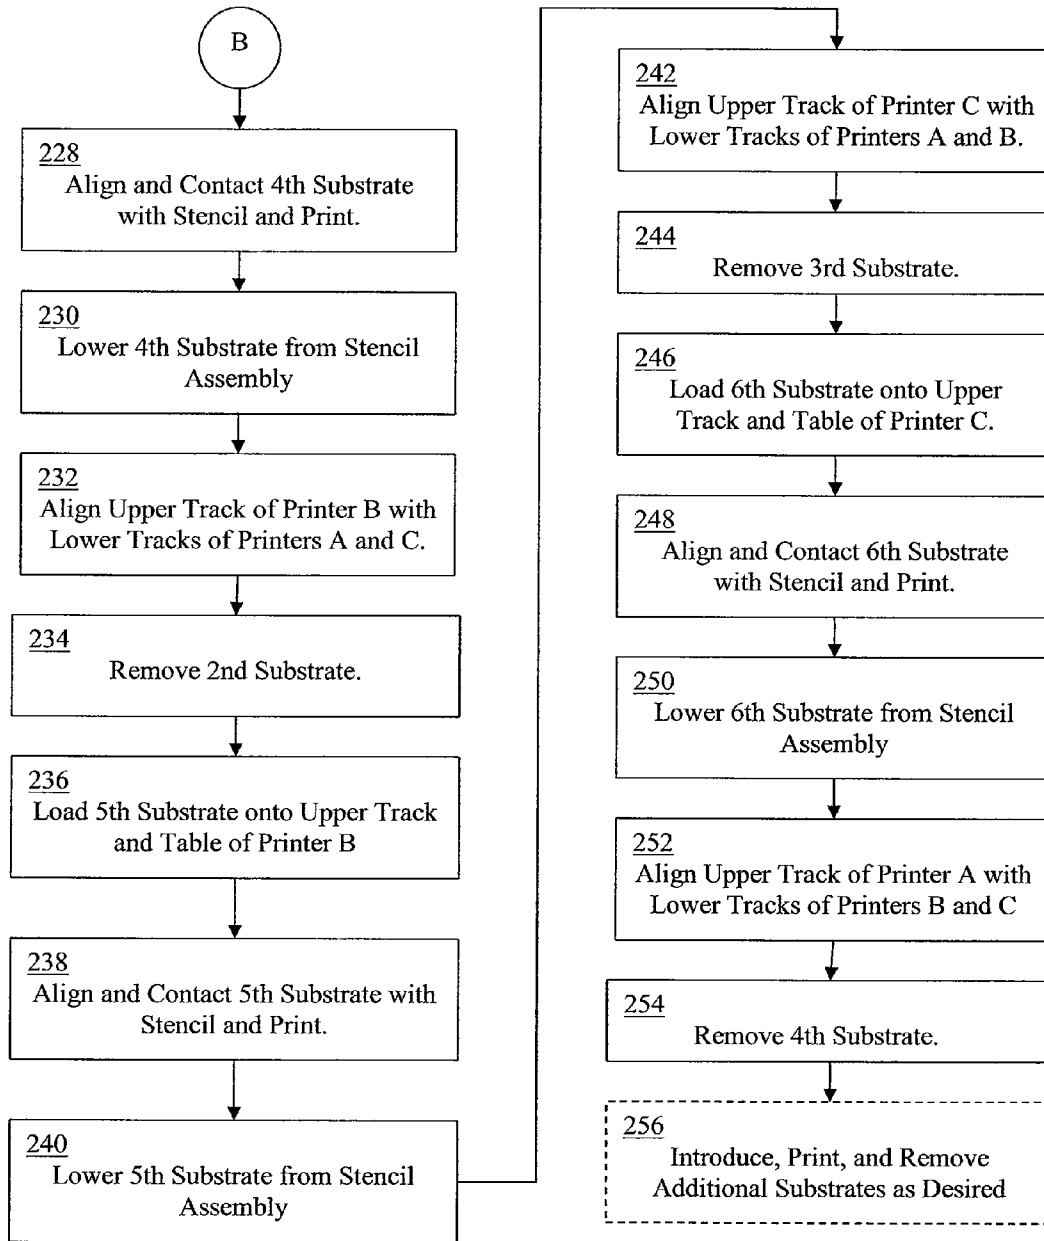 B
228
Align and Contact 4th Substrate
with Stencil and Print.
230
Lower 4th Substrate from Stencil
Assembly
232
Align Upper Track of Printer B with
Lower Tracks of Printers A and C.
234
Remove 2nd Substrate.
236
Load 5th Substrate onto Upper Track
and Table of Printer B
238
Align and Contact 5th Substrate with
Stencil and Print.
240
Lower 5th Substrate from Stencil
Assembly
242
Align Upper Track of Printer C with
Lower Tracks of Printers A and B.
244
Remove 3rd Substrate.
246
Load 6th Substrate onto Upper
Track and Table of Printer C.
248
Align and Contact 6th Substrate
with Stencil and Print.
250
Lower 6th Substrate from Stencil
Assembly
252
Align Upper Track of Printer A with
Lower Tracks of Printers B and C
254
Remove 4th Substrate.
256
Introduce, Print, and Remove
Additional Substrates as Desired